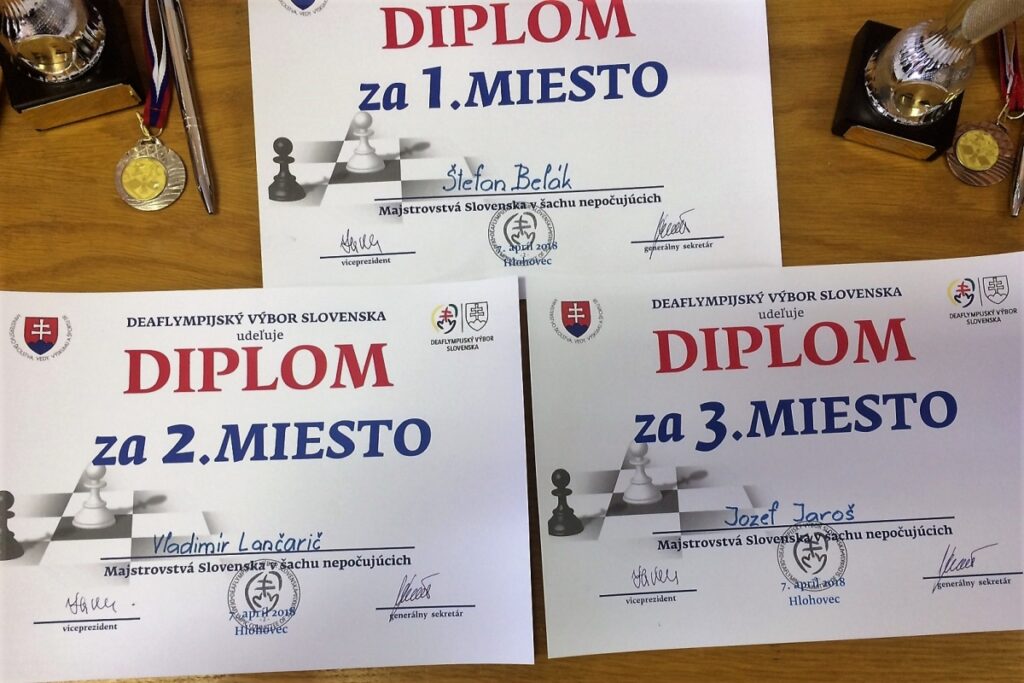 DIPLOM
za 1.MIESTO
Štefan Beľák
Majstrovstvá Slovenska v šachu nepočujúcich
viceprezident
7. apríl 2018
Hlohovec
generálny sekretár
DEAFLYMPIJSKÝ VÝBOR SLOVENSKA
udeľuje
DEAFLYMPIJSKÝ VÝBOR
SLOVENSKA
DIPLOM
za 2.MIESTO
Vladimír Lančarič
Majstrovstvá Slovenska v šachu nepočujúcich
viceprezident
7. apríl 2018
Hlohovec
generálny sekretár
DEAFLYMPIJSKÝ VÝBOR SLOVENSKA
udeľuje
DEAFLYMPIJSKÝ VÝBOR
SLOVENSKA
DIPLOM
za 3.MIESTO
Jozef Jaroš
Majstrovstvá Slovenska v šachu nepočujúcich
viceprezident
7. apríl 2018
Hlohovec
generálny sekretár